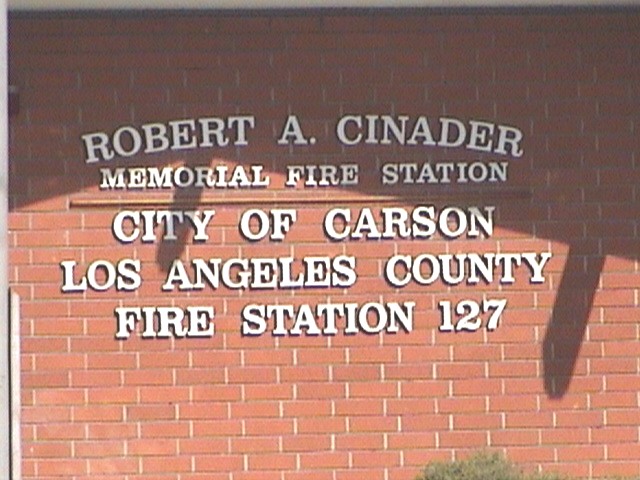 ROBERT A. CINADER
MEMORIAL FIRE STATION
CITY OF CARSON
LOS ANGELES COUNTY
FIRE STATION 127